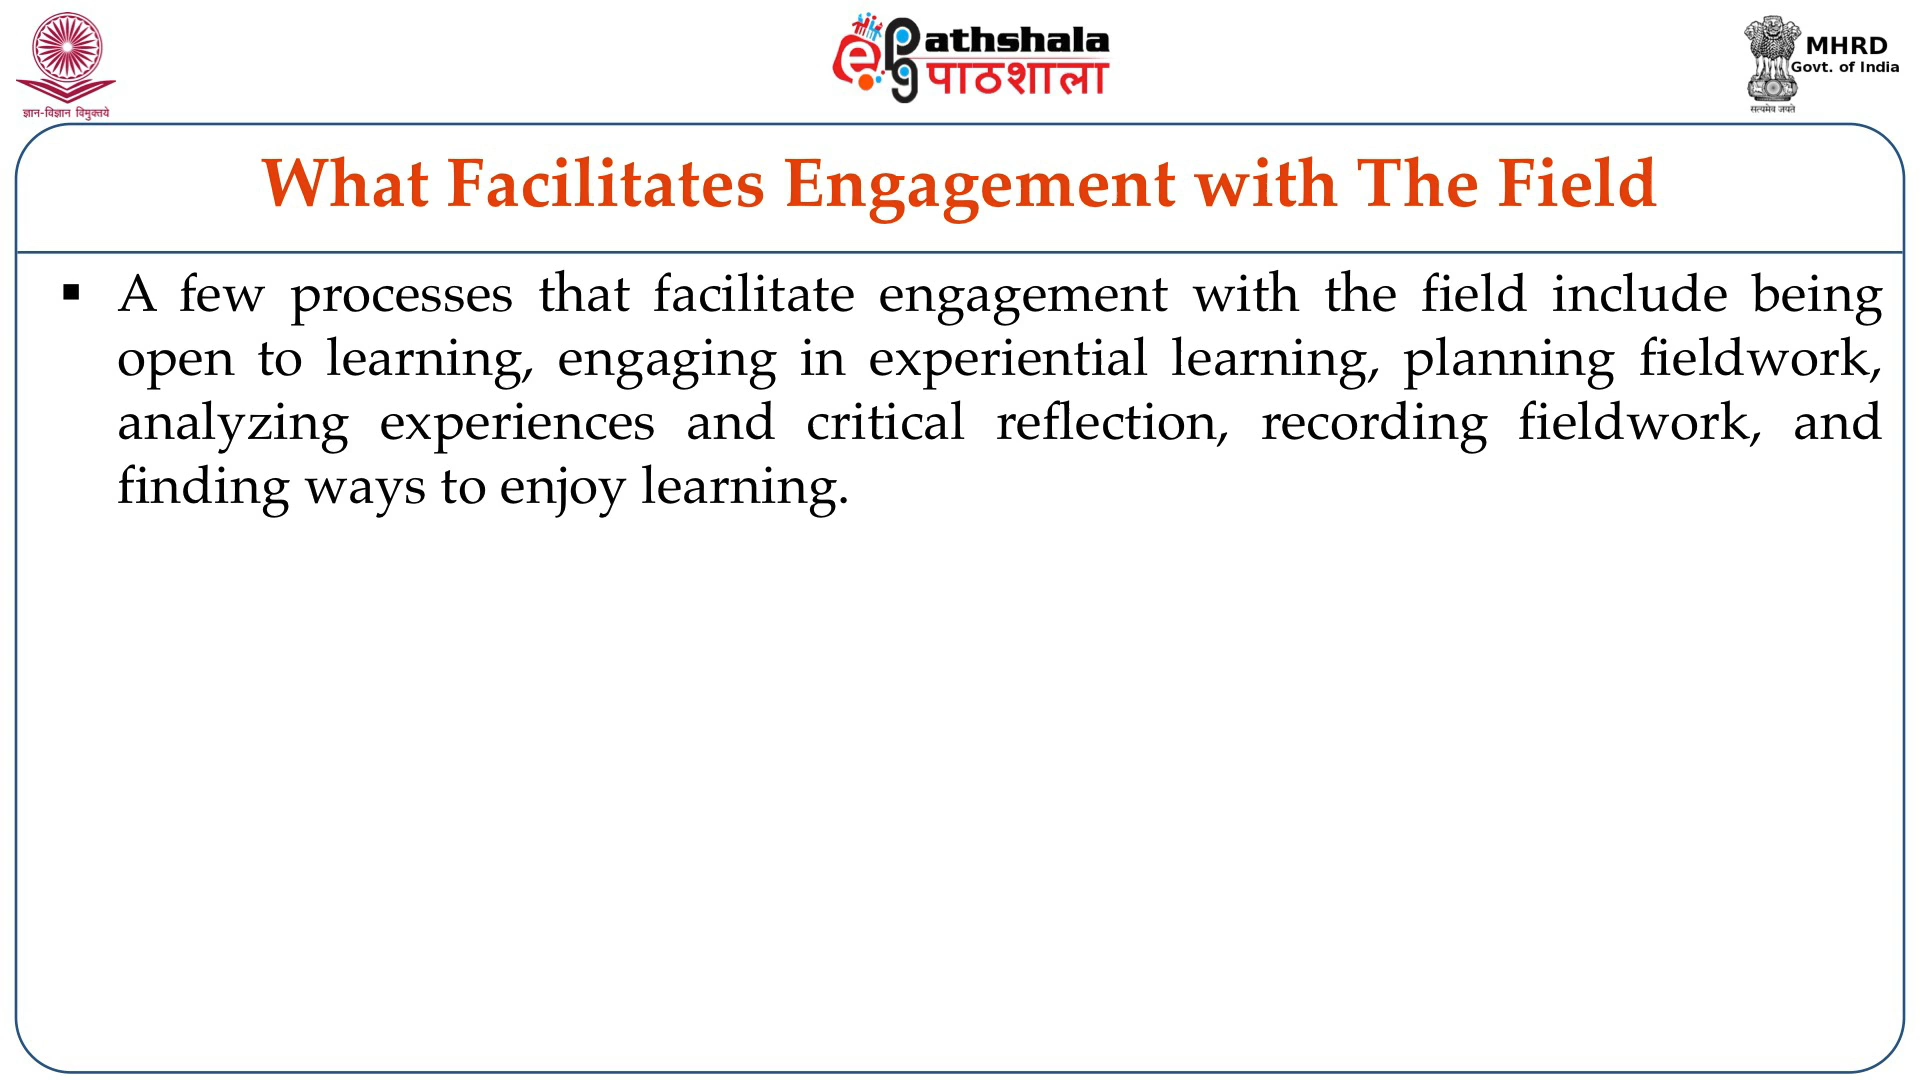 ज्ञान-विज्ञान विमुक्तये
e PG Pathshala
पाठशाला
MHRD
Govt. of India
सत्यमेव जयते
What Facilitates Engagement with The Field
▪ A few processes that facilitate engagement with the field include being
open to learning, engaging in experiential learning, planning fieldwork,
analyzing experiences and critical reflection, recording fieldwork, and
finding ways to enjoy learning.